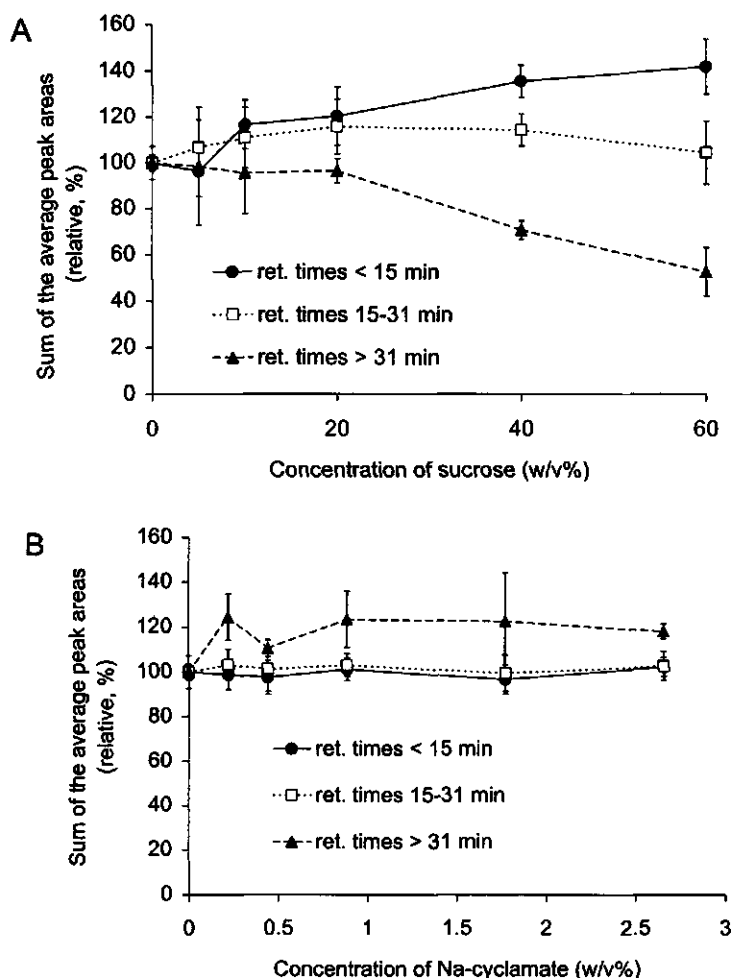 A
160
140
120
100
80
60
40
20
0
Sum of the average peak areas
(relative, %)
ret. times < 15 min
ret. times 15-31 min
ret. times > 31 min
0 20 40 60
Concentration of sucrose (w/v%)
B
160
140
120
100
80
60
40
20
0
Sum of the average peak areas
(relative, %)
ret. times < 15 min
ret. times 15-31 min
ret. times > 31 min
0 0.5 1 1.5 2 2.5 3
Concentration of Na-cyclamate (w/v%)